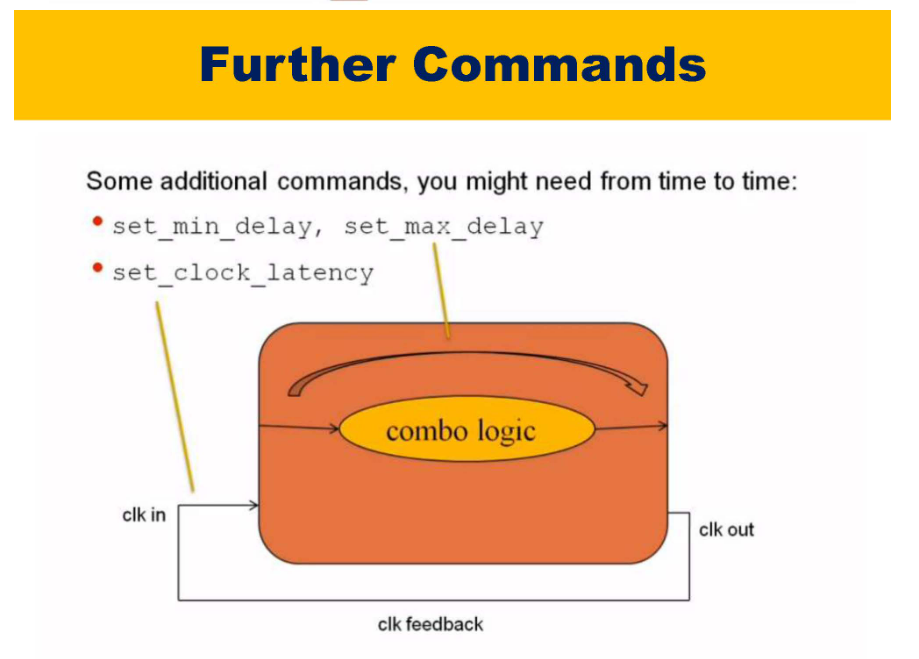 Further Commands
Some additional commands, you might need from time to time:
• set_min_delay, set_max_delay
• set_clock_latency
combo logic
clk in
clk out
clk feedback